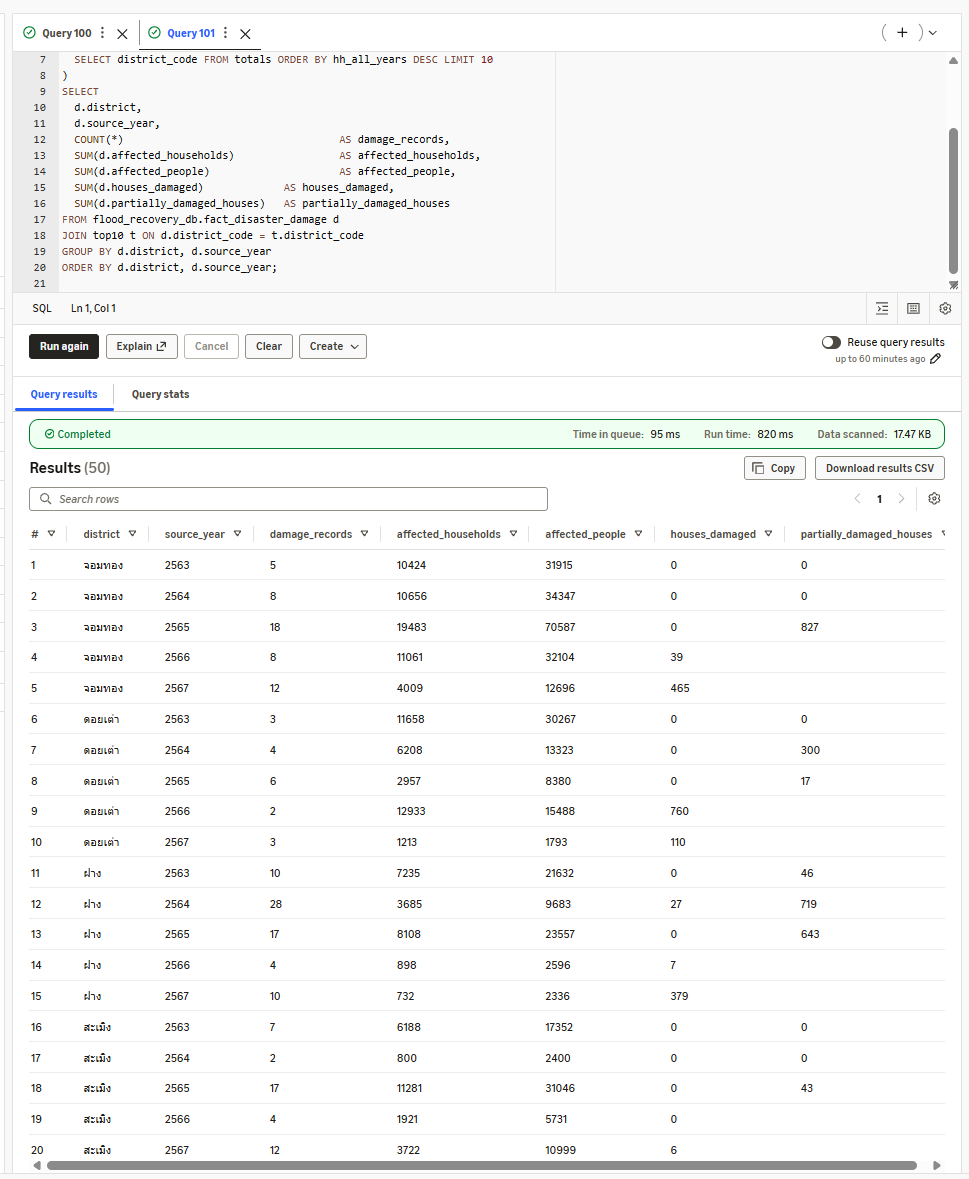 Query 100
Query 101
7 SELECT district_code FROM totals ORDER BY hh_all_years DESC LIMIT 10
8 )
9 SELECT
10 d.district,
11 d.source_year,
12 COUNT(*) AS damage_records,
13 SUM(d.affected_households) AS affected_households,
14 SUM(d.affected_people) AS affected_people,
15 SUM(d.houses_damaged) AS houses_damaged,
16 SUM(d.partially_damaged_houses) AS partially_damaged_houses
17 FROM flood_recovery_db.fact_disaster_damage d
18 JOIN top10 t ON d.district_code = t.district_code
19 GROUP BY d.district, d.source_year
20 ORDER BY d.district, d.source_year;
21
SQL Ln 1, Col 1
Run again Explain Cancel Clear Create Reuse query results
up to 60 minutes ago
Query results Query stats
Completed Time in queue: 95 ms Run time: 820 ms Data scanned: 17.47 KB
Results (50) Copy Download results CSV
Search rows 1
# district source_year damage_records affected_households affected_people houses_damaged partially_damaged_houses
1 จอมทอง 2563 5 10424 31915 0 0
2 จอมทอง 2564 8 10656 34347 0 0
3 จอมทอง 2565 18 19483 70587 0 827
4 จอมทอง 2566 8 11061 32104 39
5 จอมทอง 2567 12 4009 12696 465
6 ดอยเต่า 2563 3 11658 30267 0 0
7 ดอยเต่า 2564 4 6208 13323 0 300
8 ดอยเต่า 2565 6 2957 8380 0 17
9 ดอยเต่า 2566 2 12933 15488 760
10 ดอยเต่า 2567 3 1213 1793 110
11 ฝาง 2563 10 7235 21632 0 46
12 ฝาง 2564 28 3685 9683 27 719
13 ฝาง 2565 17 8108 23557 0 643
14 ฝาง 2566 4 898 2596 7
15 ฝาง 2567 10 732 2336 379
16 สะเมิง 2563 7 6188 17352 0 0
17 สะเมิง 2564 2 800 2400 0 0
18 สะเมิง 2565 17 11281 31046 0 43
19 สะเมิง 2566 4 1921 5731 0
20 สะเมิง 2567 12 3722 10999 6